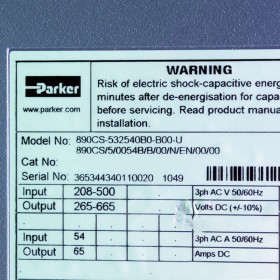 Parker
www.parker.com
WARNING
Risk of electric shock-capacitive energ
minutes after de-energisation for capac
before servicing. Read product manua
installation.
Model No: 890CS-532540B0-B00-U
890CS/5/0054B/B/00/N/EN/00/00
Cat No:
Serial No: 365344340110020 1049
Input 208-500 3ph AC V 50/60Hz
Output 265-665 Volts DC (+/-10%)
Input 54 3ph AC A 50/60Hz
Output 65 Amps DC